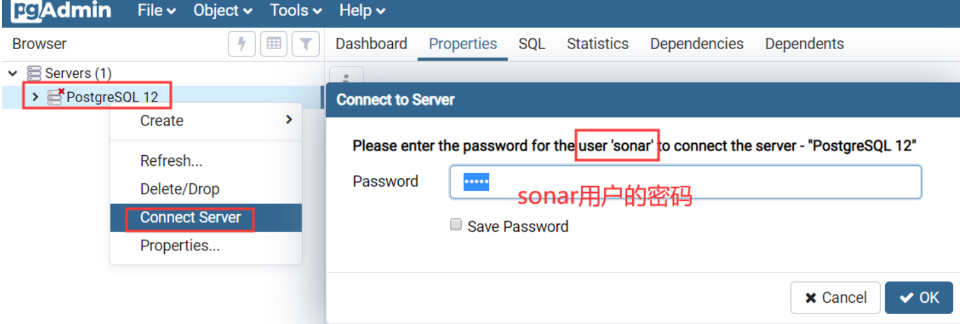 pgAdmin File Object Tools Help
Browser
Dashboard Properties SQL Statistics Dependencies Dependents
Servers (1)
PostgreSQL 12
Create
Refresh...
Delete/Drop
Connect Server
Properties...
Connect to Server
Please enter the password for the user 'sonar' to connect the server - "PostgreSQL 12"
Password
sonar用户的密码
Save Password
Cancel OK